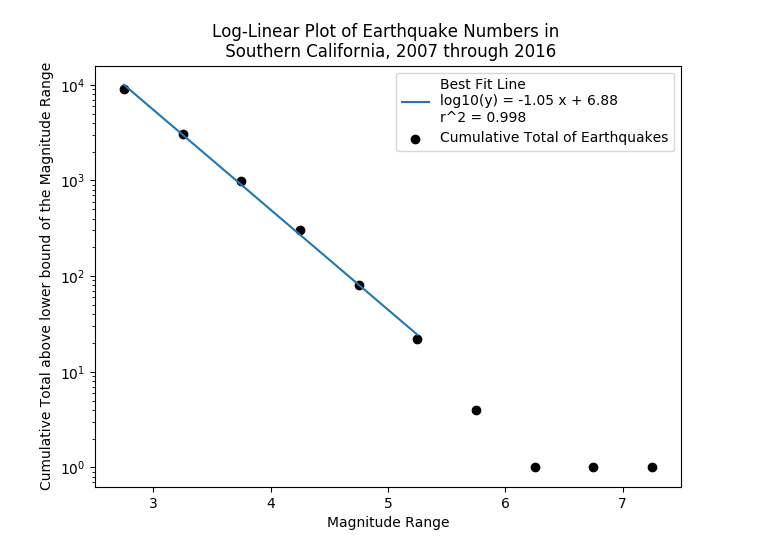 Log-Linear Plot of Earthquake Numbers in
Southern California, 2007 through 2016
Cumulative Total above lower bound of the Magnitude Range
10^4
10^3
10^2
10^1
10^0
Best Fit Line
log10(y) = -1.05 x + 6.88
r^2 = 0.998
Cumulative Total of Earthquakes
3 4 5 6 7
Magnitude Range